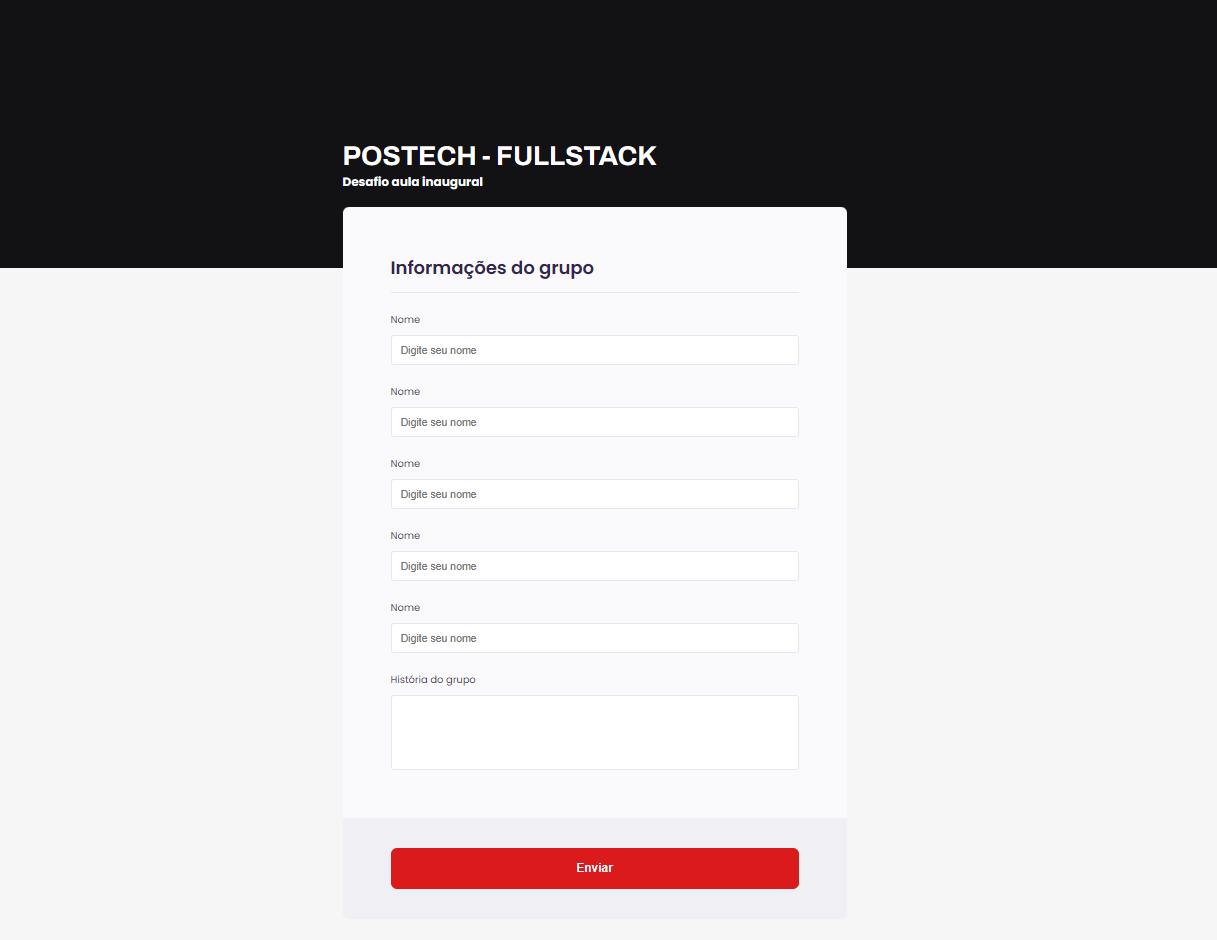 POSTECH - FULLSTACK
Desafio aula inaugural
Informações do grupo
Nome
Digite seu nome
Nome
Digite seu nome
Nome
Digite seu nome
Nome
Digite seu nome
Nome
Digite seu nome
História do grupo
Enviar